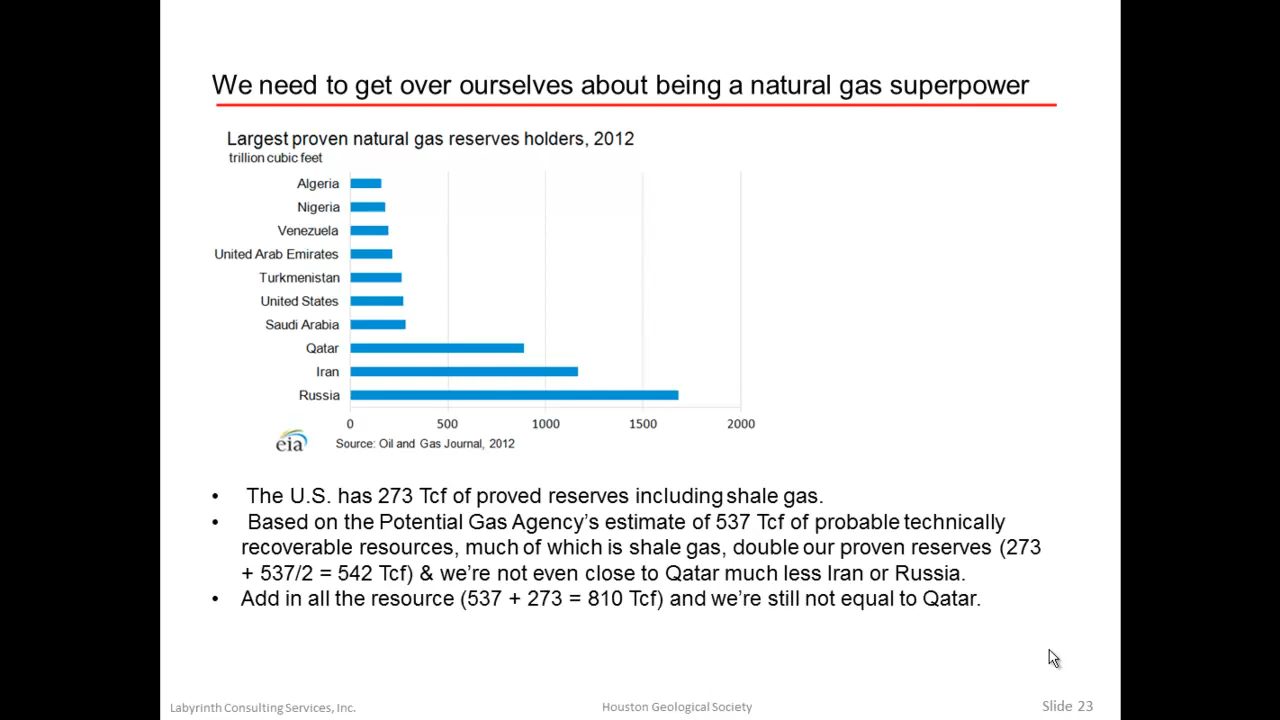 We need to get over ourselves about being a natural gas superpower
Largest proven natural gas reserves holders, 2012
trillion cubic feet
Algeria
Nigeria
Venezuela
United Arab Emirates
Turkmenistan
United States
Saudi Arabia
Qatar
Iran
Russia
0 500 1000 1500 2000
eia Source: Oil and Gas Journal, 2012
• The U.S. has 273 Tcf of proved reserves including shale gas.
• Based on the Potential Gas Agency's estimate of 537 Tcf of probable technically
recoverable resources, much of which is shale gas, double our proven reserves (273
+ 537/2 = 542 Tcf) & we're not even close to Qatar much less Iran or Russia.
• Add in all the resource (537 + 273 = 810 Tcf) and we're still not equal to Qatar.
Labyrinth Consulting Services, Inc. Houston Geological Society Slide 23